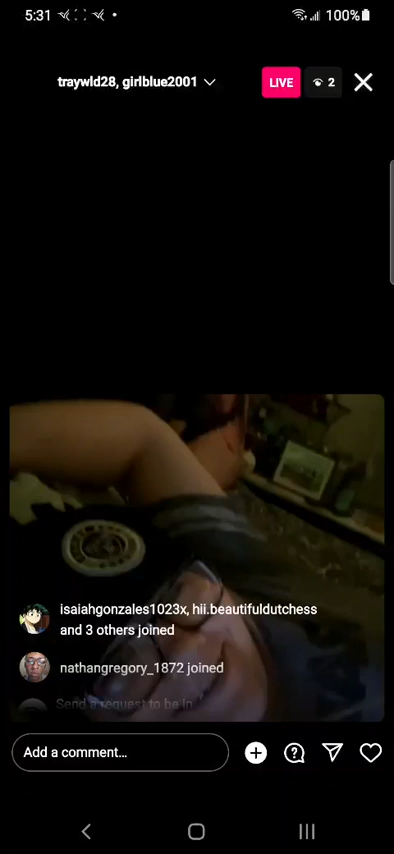 5:31
100%
traywld28, girlblue2001
LIVE
2
isaiahgonzales1023x, hii.beautifuldutchess
and 3 others joined
nathangregory_1872 joined
Send a request to be in
Add a comment...